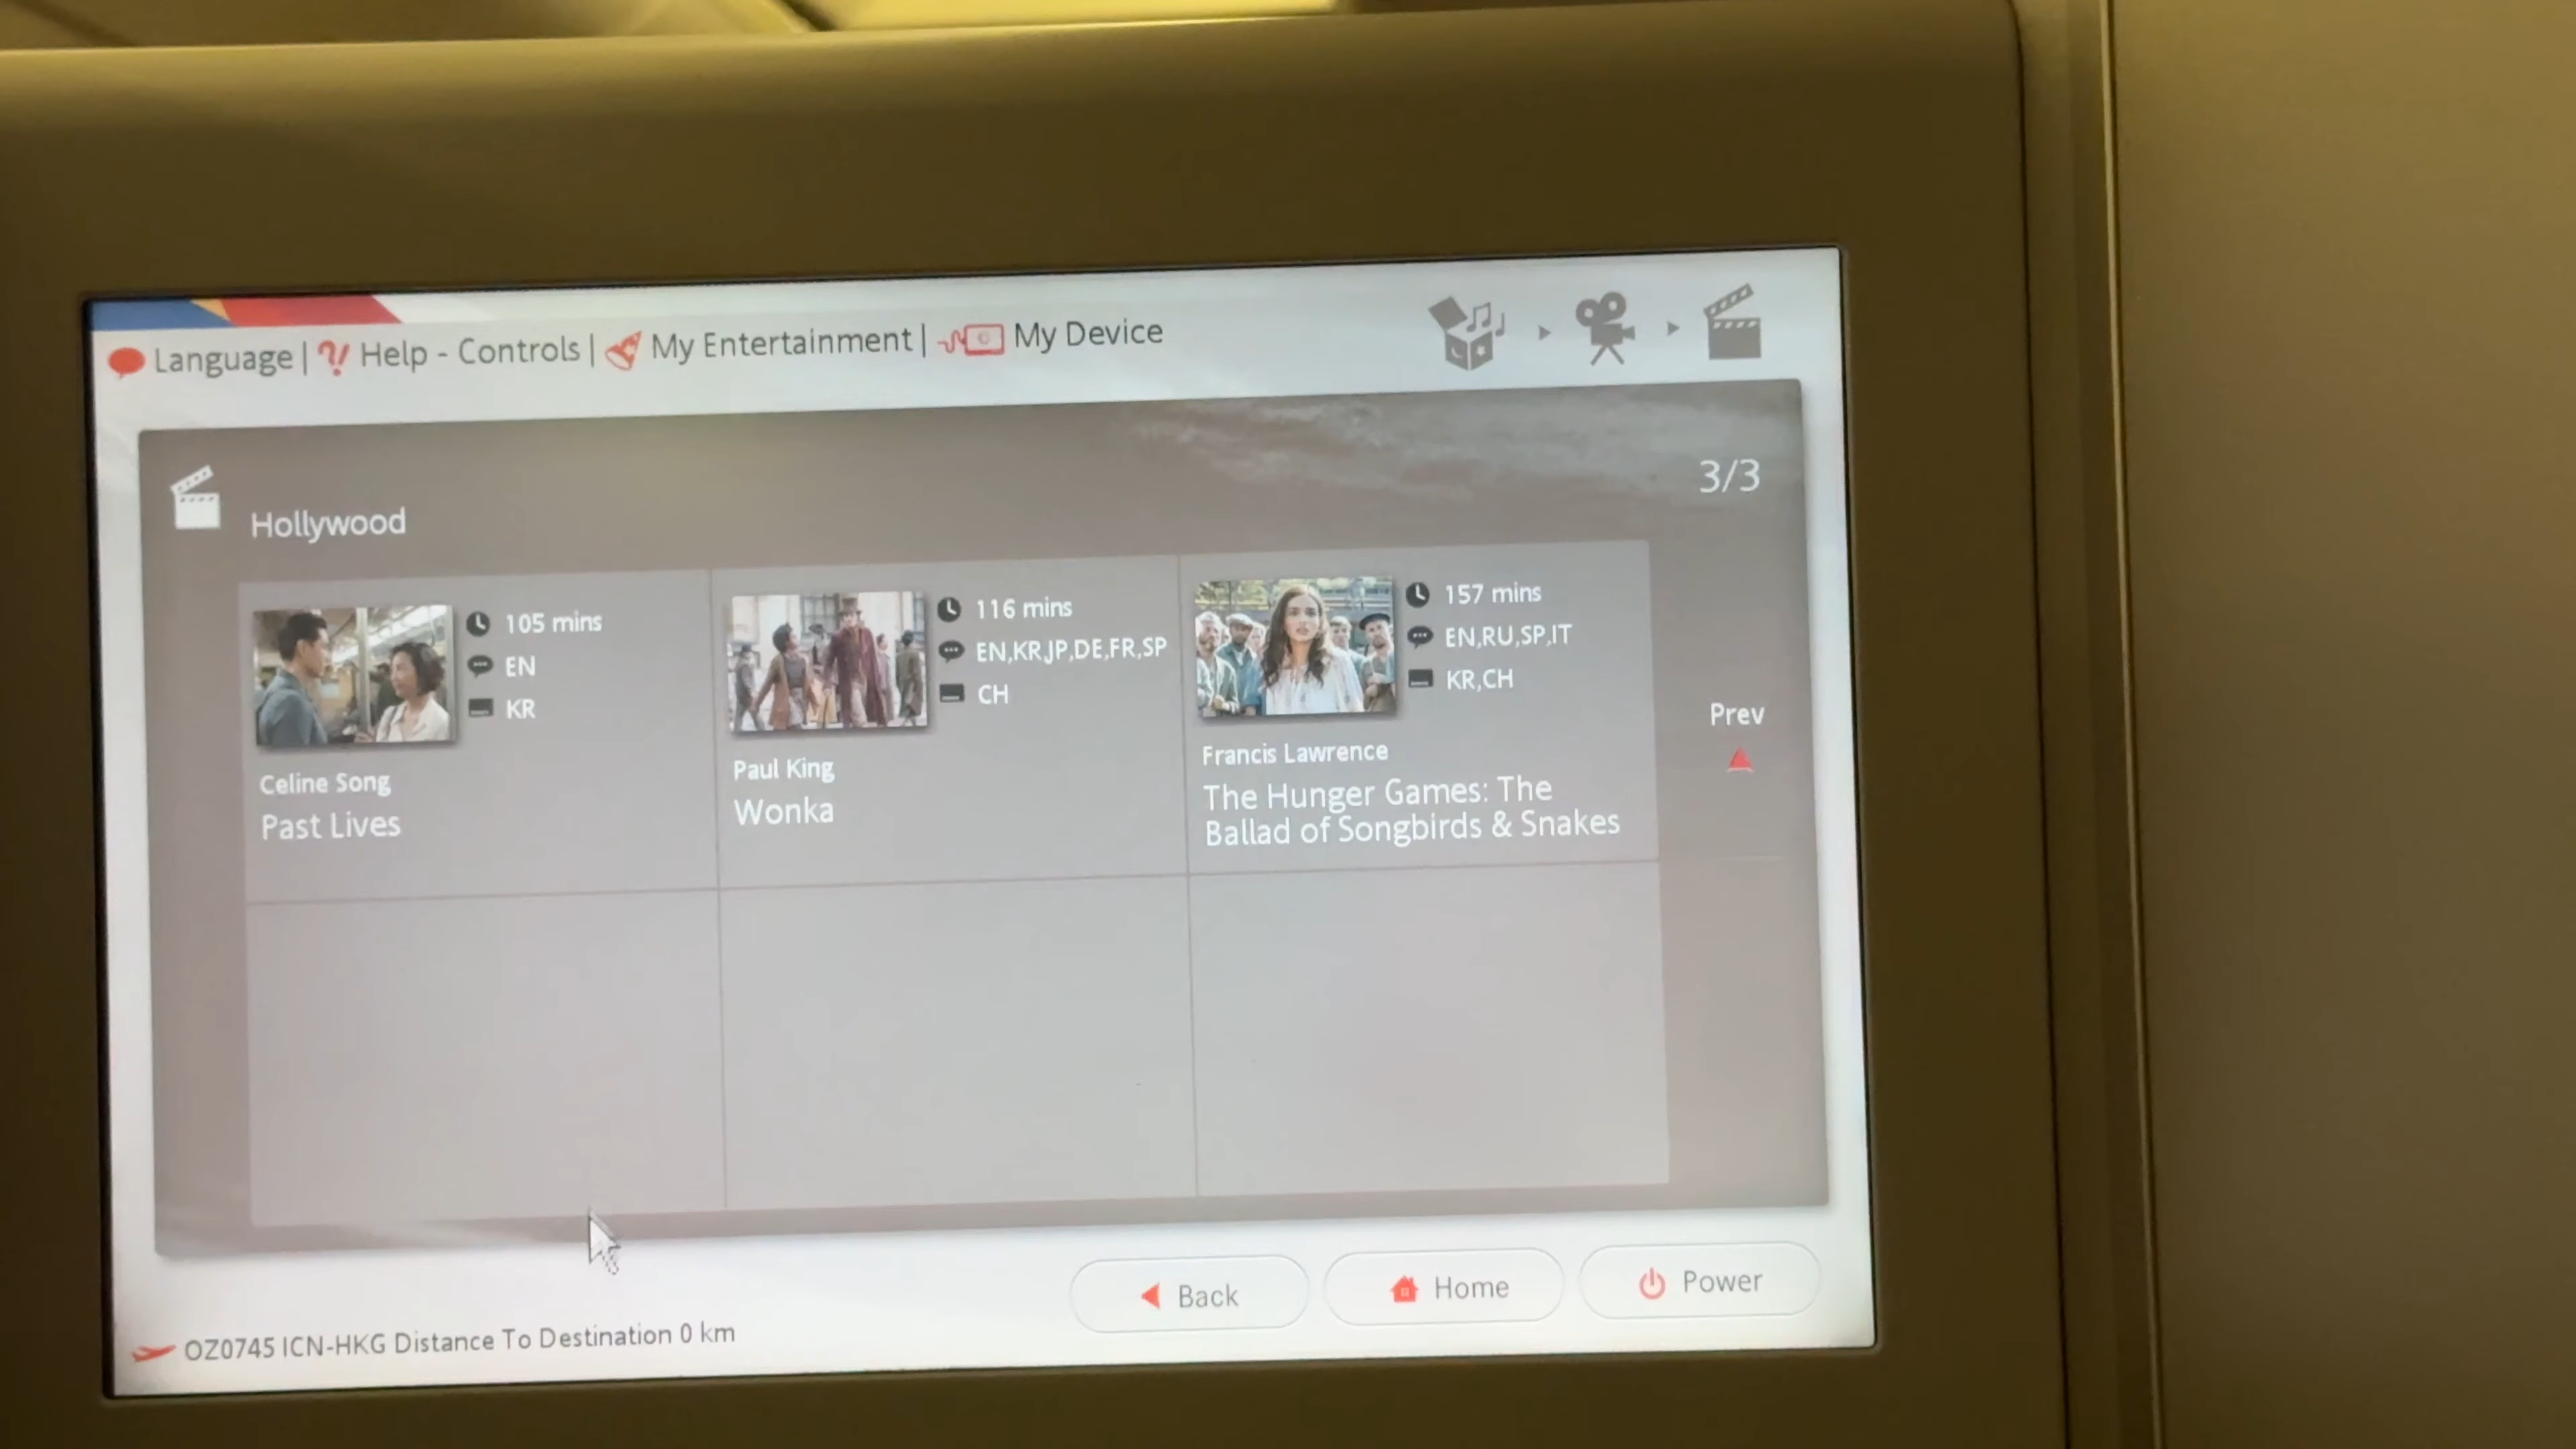 Language | Help - Controls | My Entertainment | My Device
3/3
Hollywood
105 mins
EN
KR
Celine Song
Past Lives
116 mins
EN,KR,JP,DE,FR,SP
CH
Paul King
Wonka
157 mins
EN,RU,SP,IT
KR,CH
Francis Lawrence
The Hunger Games: The
Ballad of Songbirds & Snakes
Prev
Back
Home
Power
OZ0745 ICN-HKG Distance To Destination 0 km